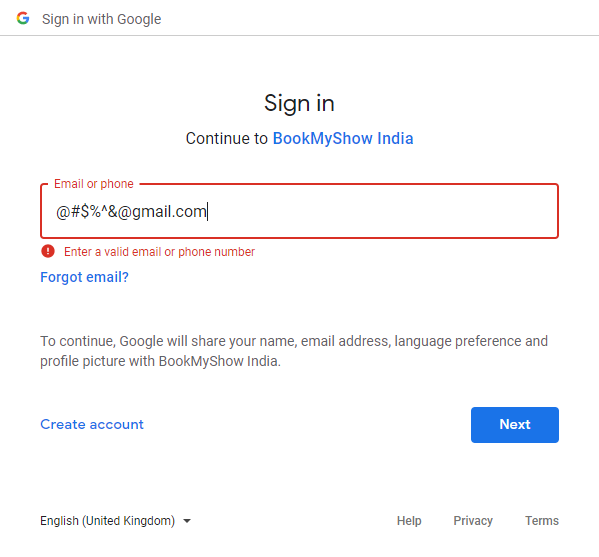 Sign in with Google
Sign in
Continue to BookMyShow India
Email or phone
@#$%^&@gmail.com
Enter a valid email or phone number
Forgot email?
To continue, Google will share your name, email address, language preference and
profile picture with BookMyShow India.
Create account Next
English (United Kingdom) Help Privacy Terms